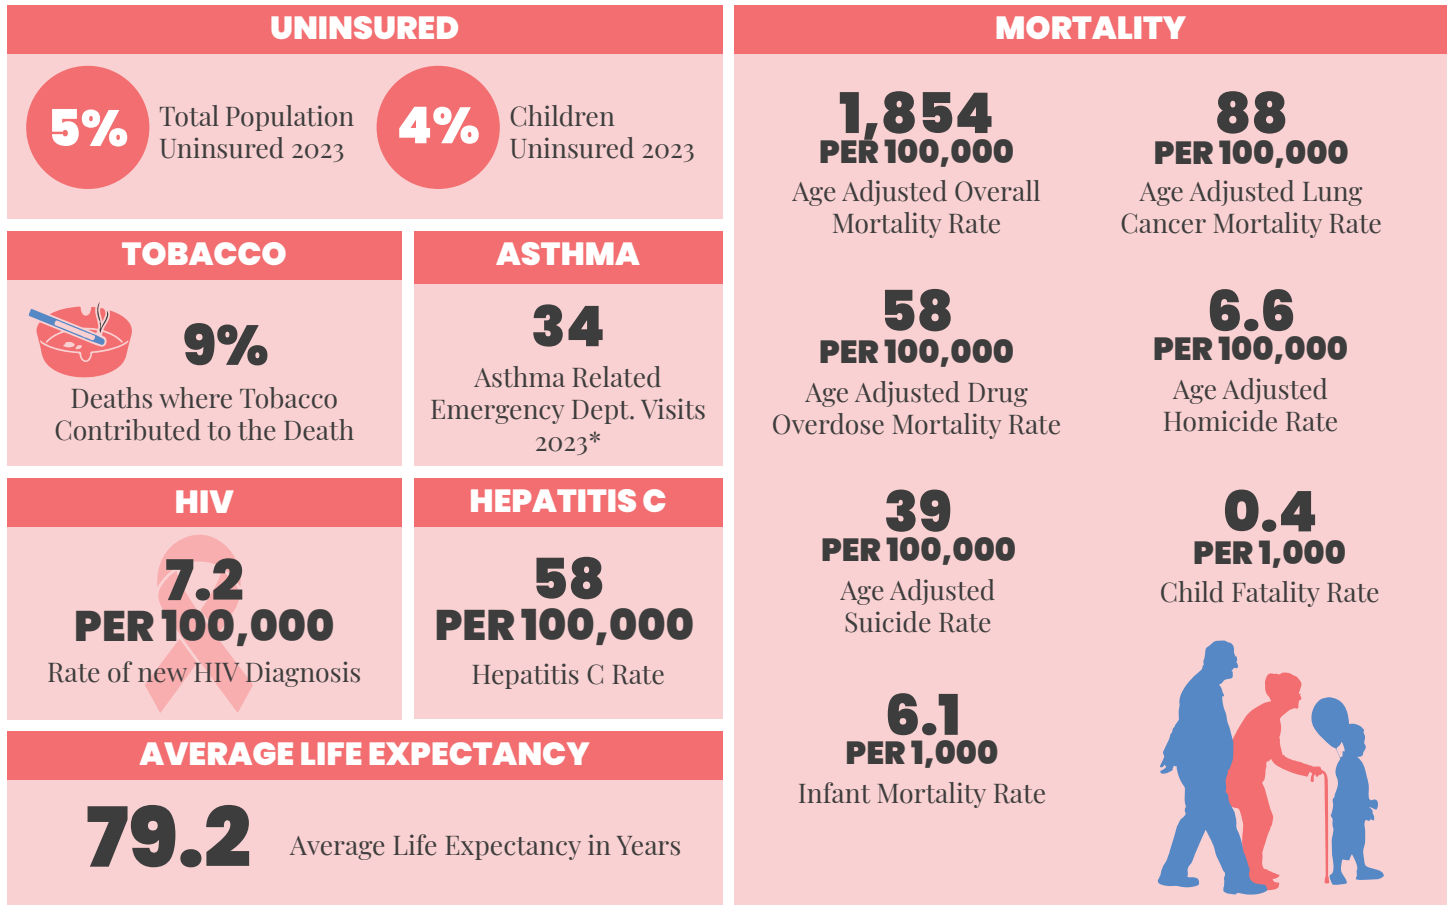 UNINSURED
5%
Total Population
Uninsured 2023
4%
Children
Uninsured 2023
TOBACCO
9%
Deaths where Tobacco
Contributed to the Death
ASTHMA
34
Asthma Related
Emergency Dept. Visits
2023*
HIV
7.2
PER 100,000
Rate of new HIV Diagnosis
HEPATITIS C
58
PER 100,000
Hepatitis C Rate
AVERAGE LIFE EXPECTANCY
79.2
Average Life Expectancy in Years
MORTALITY
1,854
PER 100,000
Age Adjusted Overall
Mortality Rate
88
PER 100,000
Age Adjusted Lung
Cancer Mortality Rate
58
PER 100,000
Age Adjusted Drug
Overdose Mortality Rate
6.6
PER 100,000
Age Adjusted
Homicide Rate
39
PER 100,000
Age Adjusted
Suicide Rate
0.4
PER 1,000
Child Fatality Rate
6.1
PER 1,000
Infant Mortality Rate